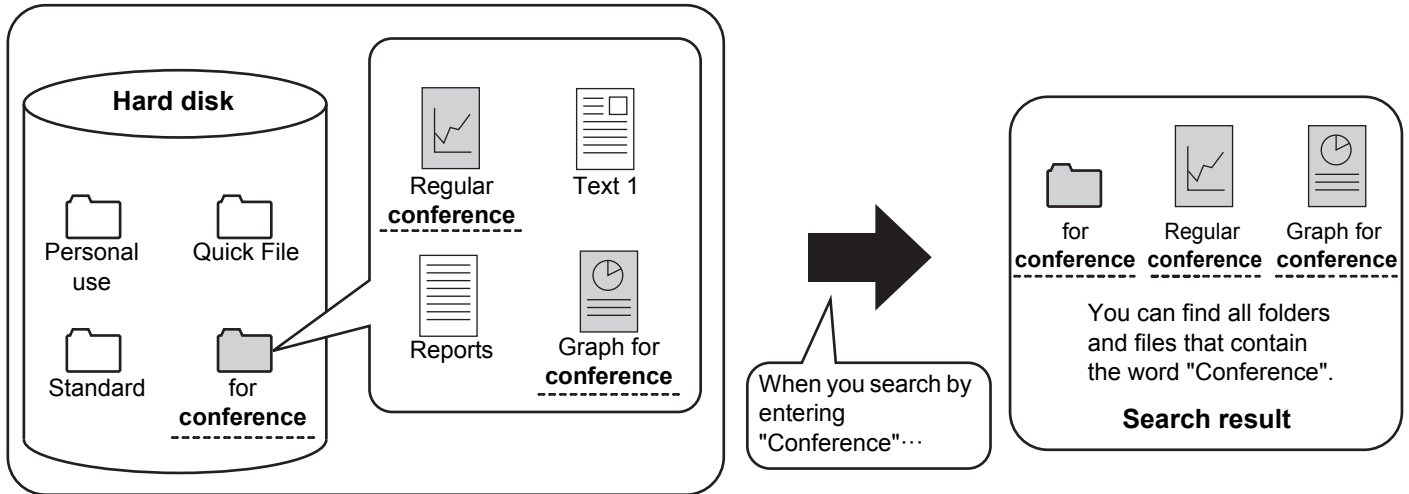 Hard disk
Personal
use
Quick File
Standard
for
conference
Regular
conference
Text 1
Reports
Graph for
conference
When you search by
entering
"Conference"···
for
conference
Regular
conference
Graph for
conference
You can find all folders
and files that contain
the word "Conference".
Search result